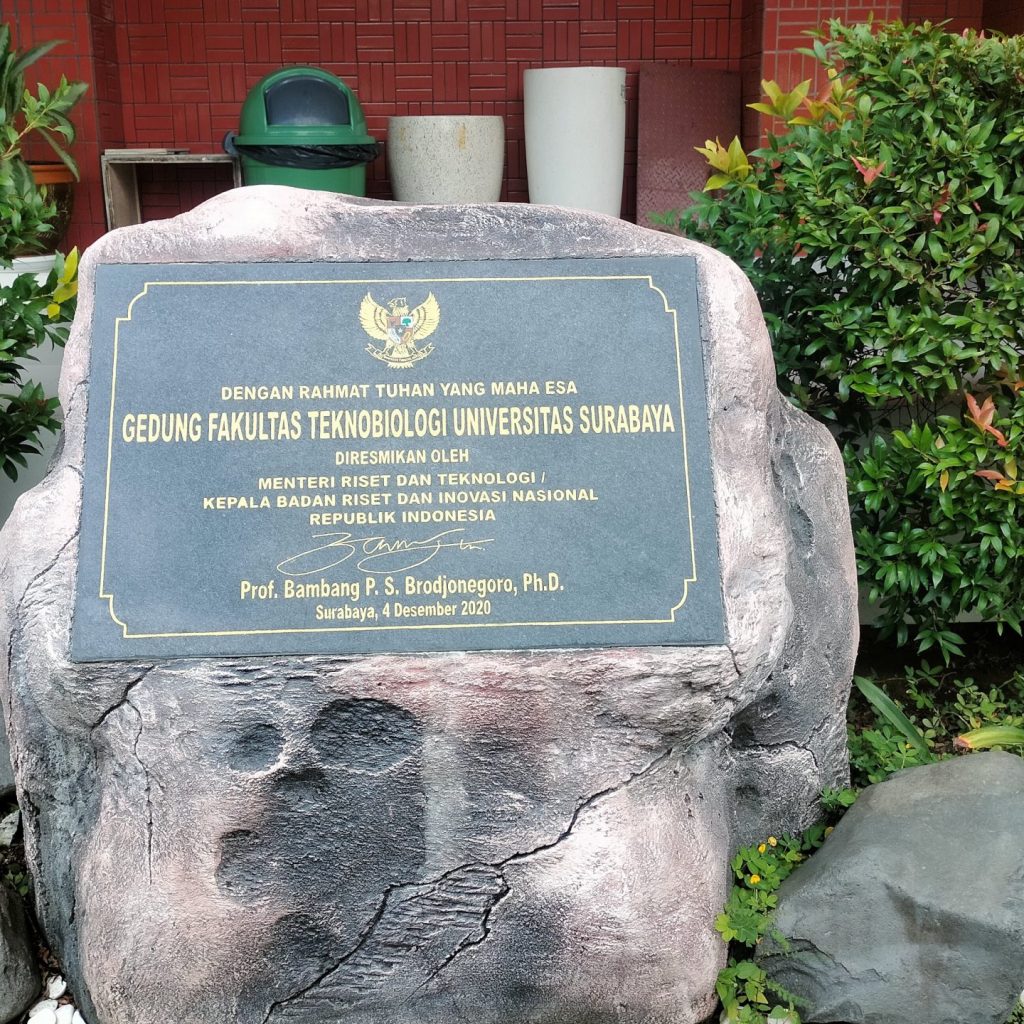 DENGAN RAHMAT TUHAN YANG MAHA ESA
GEDUNG FAKULTAS TEKNOBIOLOGI UNIVERSITAS SURABAYA
DIRESMIKAN OLEH
MENTERI RISET DAN TEKNOLOGI /
KEPALA BADAN RISET DAN INOVASI NASIONAL
REPUBLIK INDONESIA
Prof. Bambang P. S. Brodjonegoro, Ph.D.
Surabaya, 4 Desember 2020